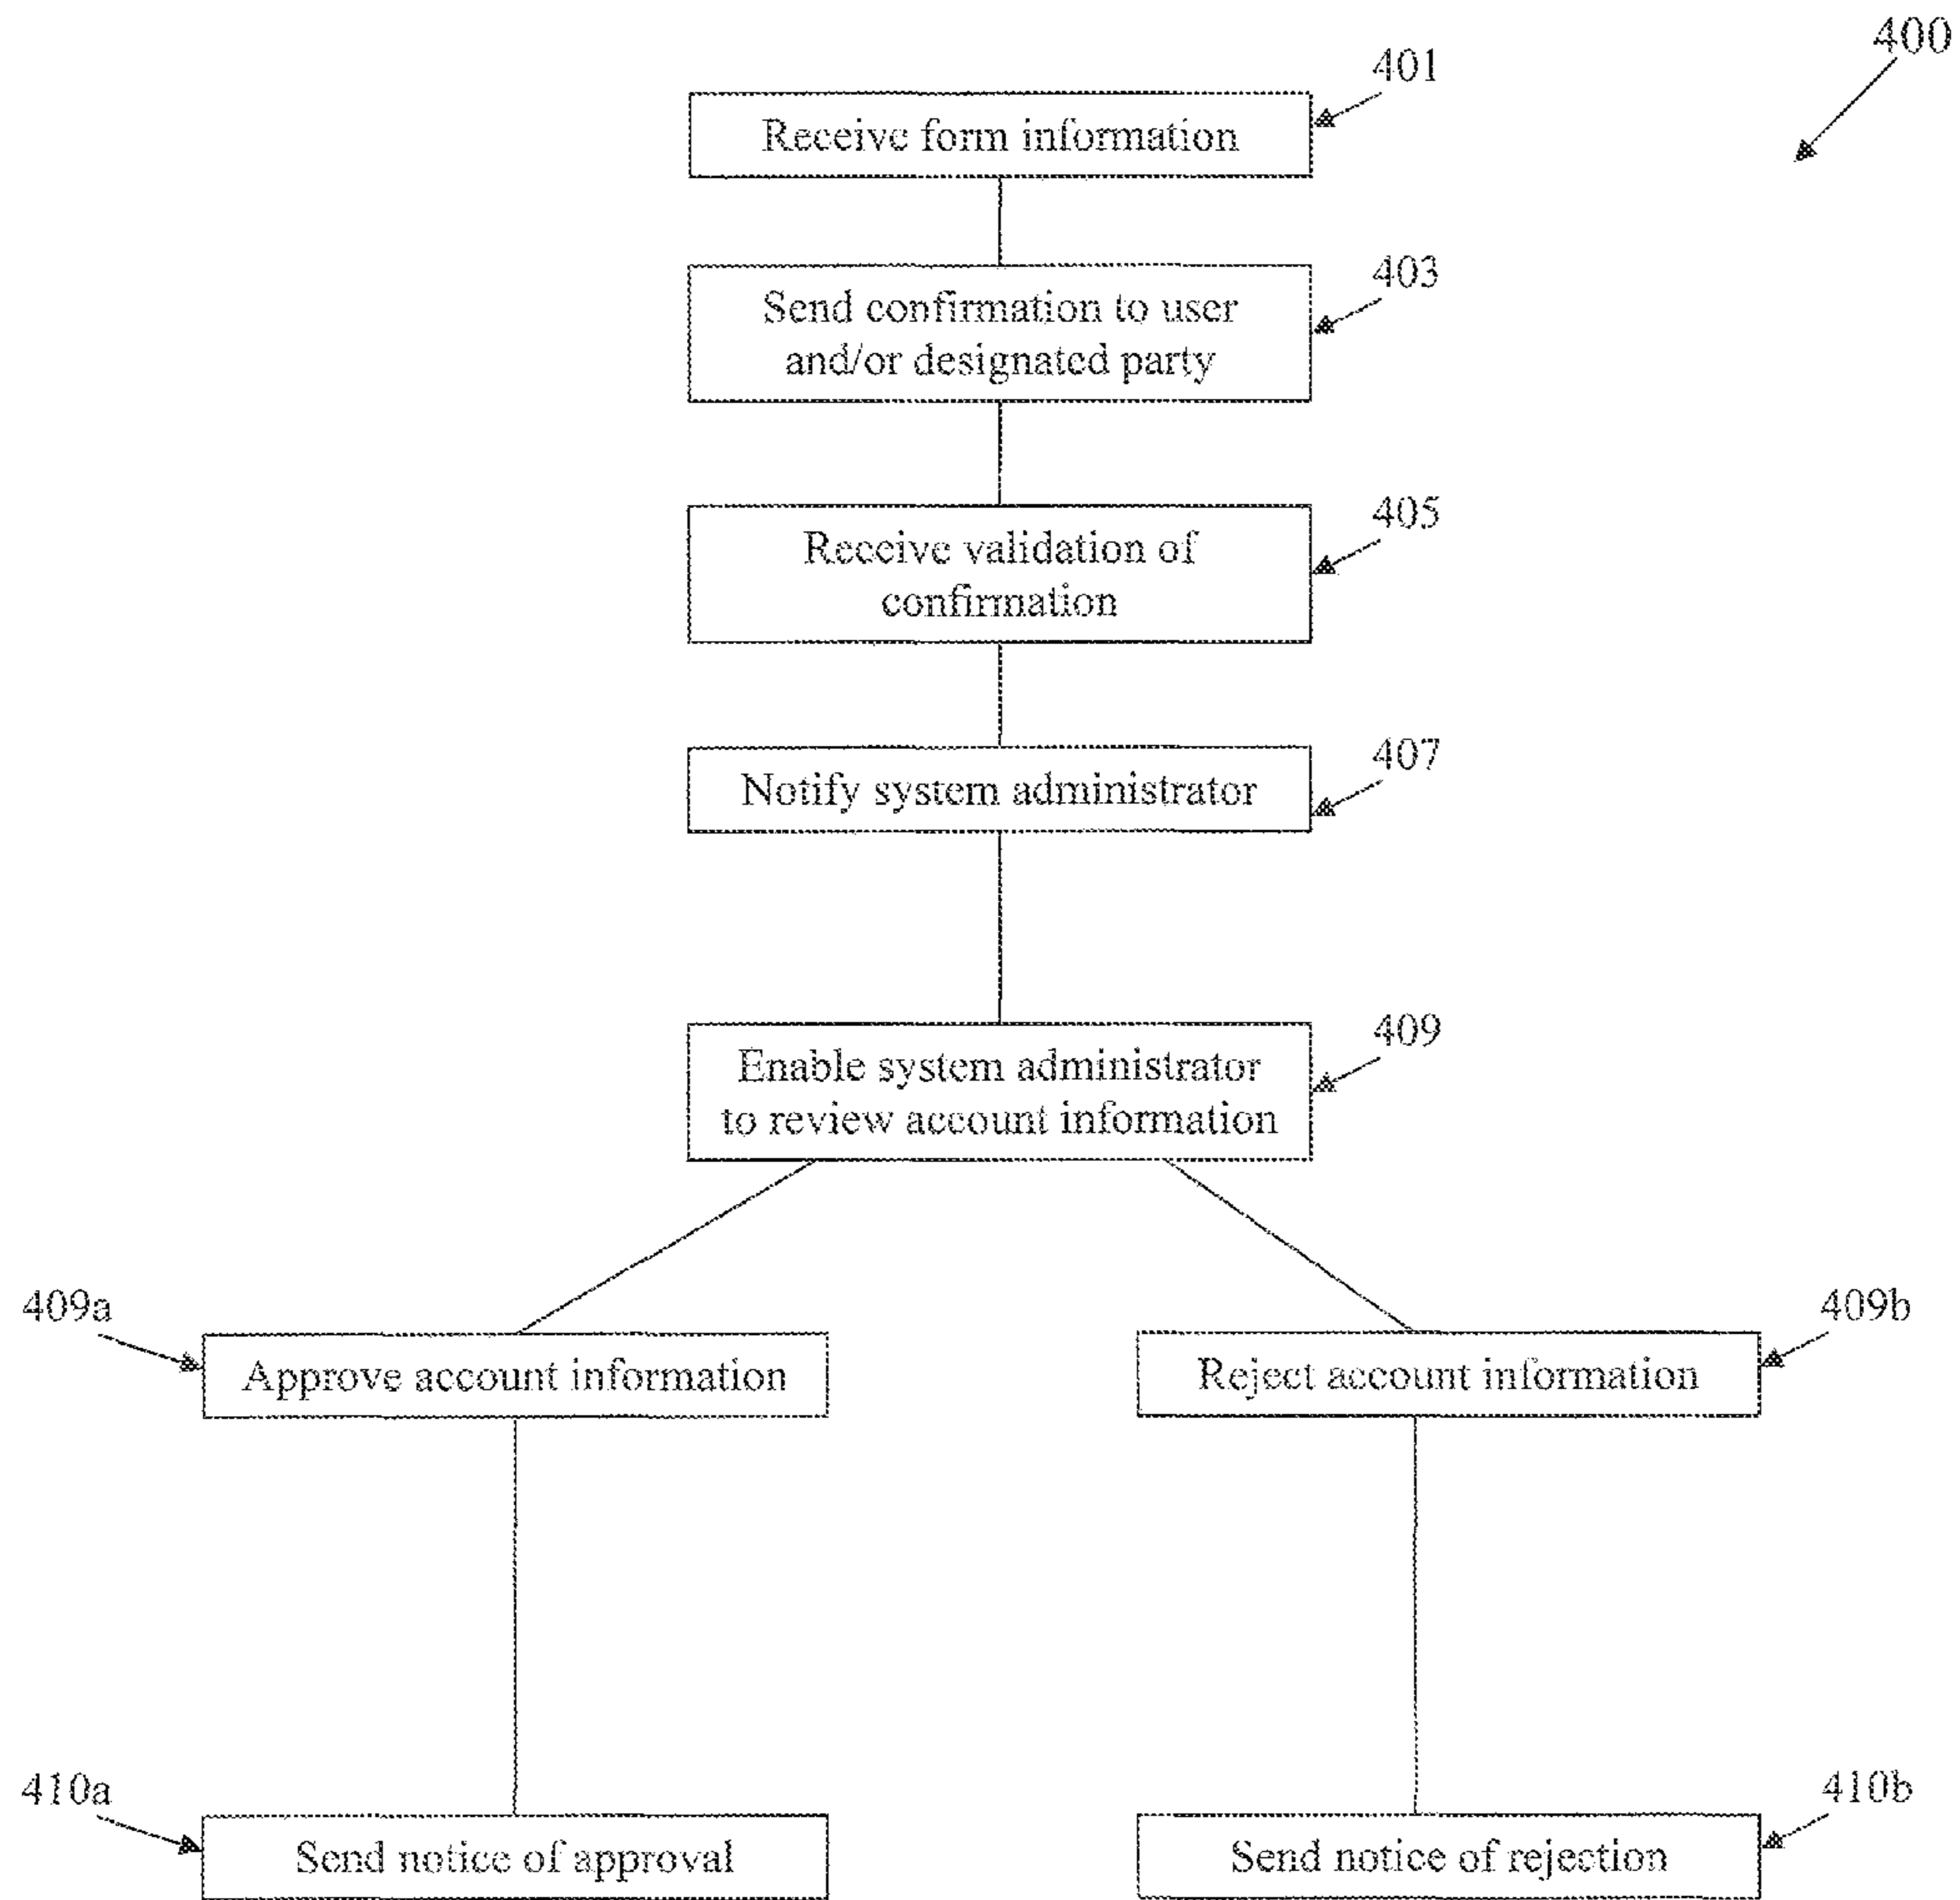 400
401
Receive form information
403
Send confirmation to user
and/or designated party
405
Receive validation of
confirmation
407
Notify system administrator
409
Enable system administrator
to review account information
409a
Approve account information
409b
Reject account information
410a
Send notice of approval
410b
Send notice of rejection